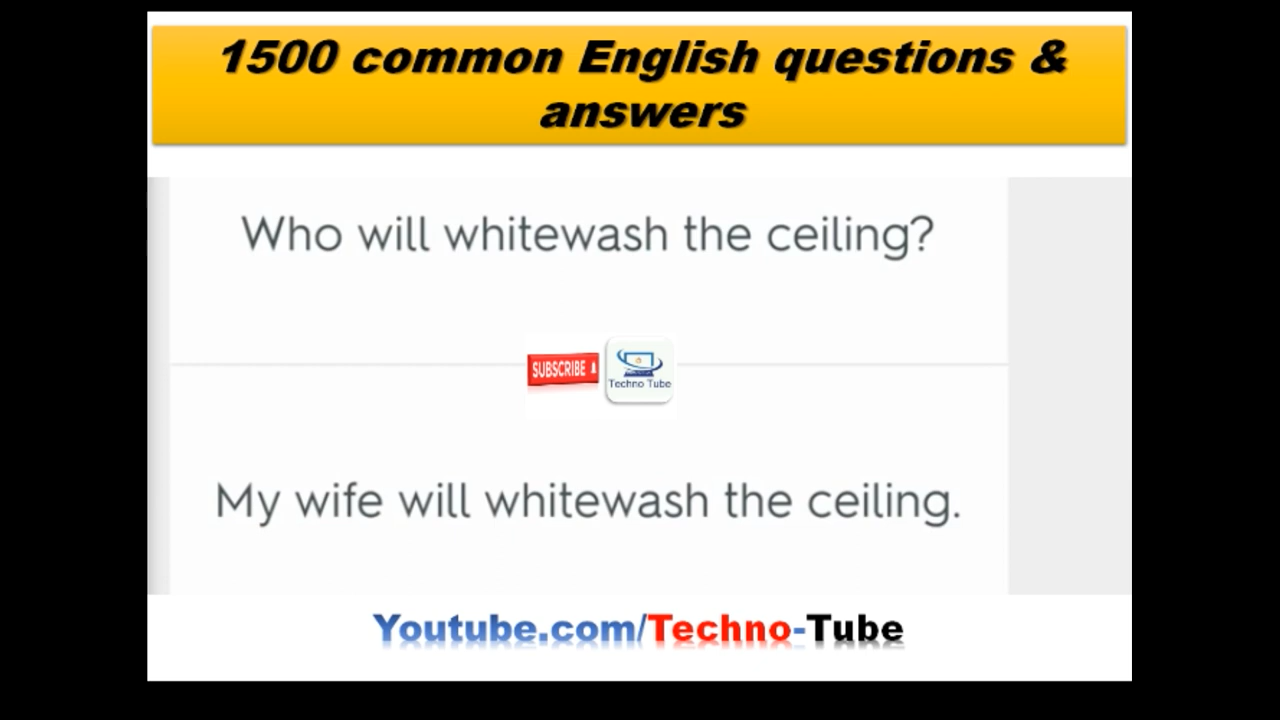 1500 common English questions &
answers
Who will whitewash the ceiling?
SUBSCRIBE
Techno Tube
My wife will whitewash the ceiling.
Youtube.com/Techno-Tube